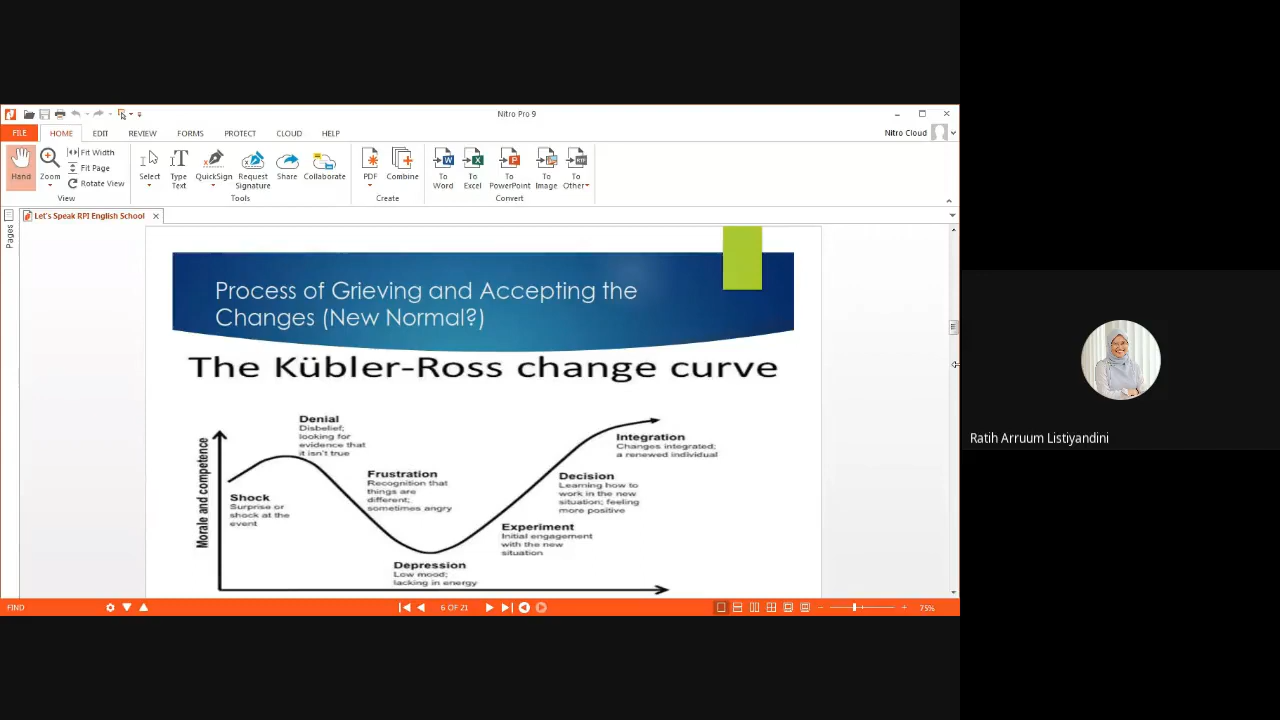 Nitro Pro 9
FILE HOME EDIT REVIEW FORMS PROTECT CLOUD HELP
Nitro Cloud
Hand
Zoom
Fit Width
Fit Page
Rotate View
View
Select
Type Text
QuickSign
Request Signature
Share
Collaborate
Tools
PDF
Combine
Create
To Word
To Excel
To PowerPoint
To Image
To Other
Convert
Pages
Let's Speak RPI English School
Process of Grieving and Accepting the
Changes (New Normal?)
The Kübler-Ross change curve
Morale and competence
Shock
Surprise or
shock at the
event
Denial
Disbelief;
looking for
evidence that
it isn't true
Frustration
Recognition that
things are
different;
sometimes angry
Depression
Low mood;
lacking in energy
Experiment
Initial engagement
with the new
situation
Decision
Learning how to
work in the new
situation; feeling
more positive
Integration
Changes integrated;
a renewed individual
FIND
6 OF 21
75%
Ratih Arruum Listiyandini